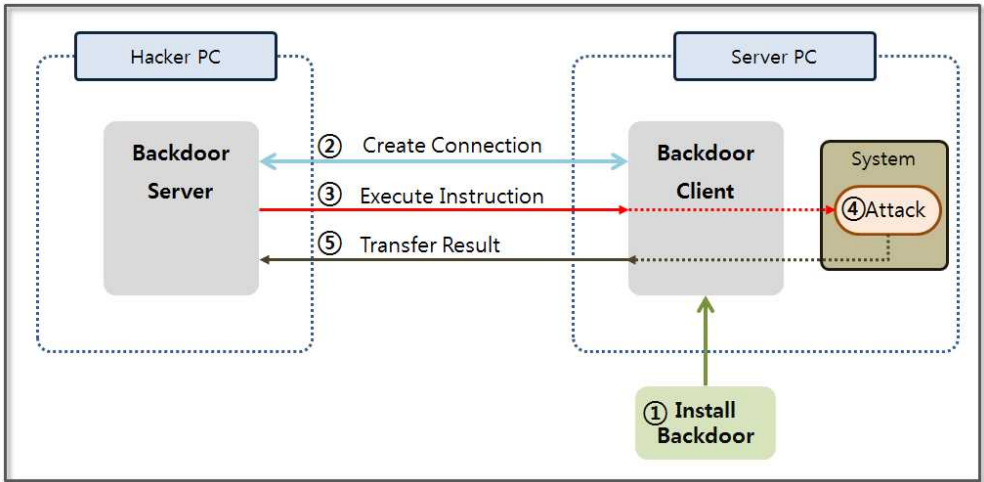 Hacker PC
Server PC
Backdoor
Server
② Create Connection
③ Execute Instruction
⑤ Transfer Result
Backdoor
Client
System
④Attack
① Install
Backdoor